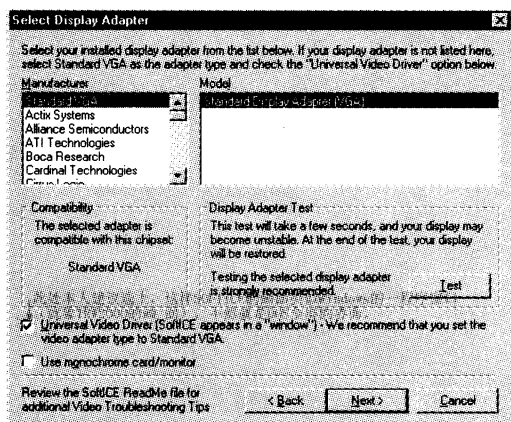 Select Display Adapter
Select your installed display adapter from the list below. If your display adapter is not listed here,
select Standard VGA as the adapter type and check the "Universal Video Driver" option below.
Manufacturer
Model
Standard VGA
Actix Systems
Alliance Semiconductors
ATI Technologies
Boca Research
Cardinal Technologies
Cirrus Logic
Standard Display Adapter (VGA)
Compatibility
The selected adapter is
compatible with this chipset:
Standard VGA
Display Adapter Test
This test will take a few seconds, and your display may
become unstable. At the end of the test, your display
will be restored.
Testing the selected display adapter
is strongly recommended.
Test
Universal Video Driver (SoftICE appears in a "window") - We recommend that you set the
video adapter type to Standard VGA.
Use monochrome card/monitor
Review the SoftICE ReadMe file for
additional Video Troubleshooting Tips
< Back
Next >
Cancel